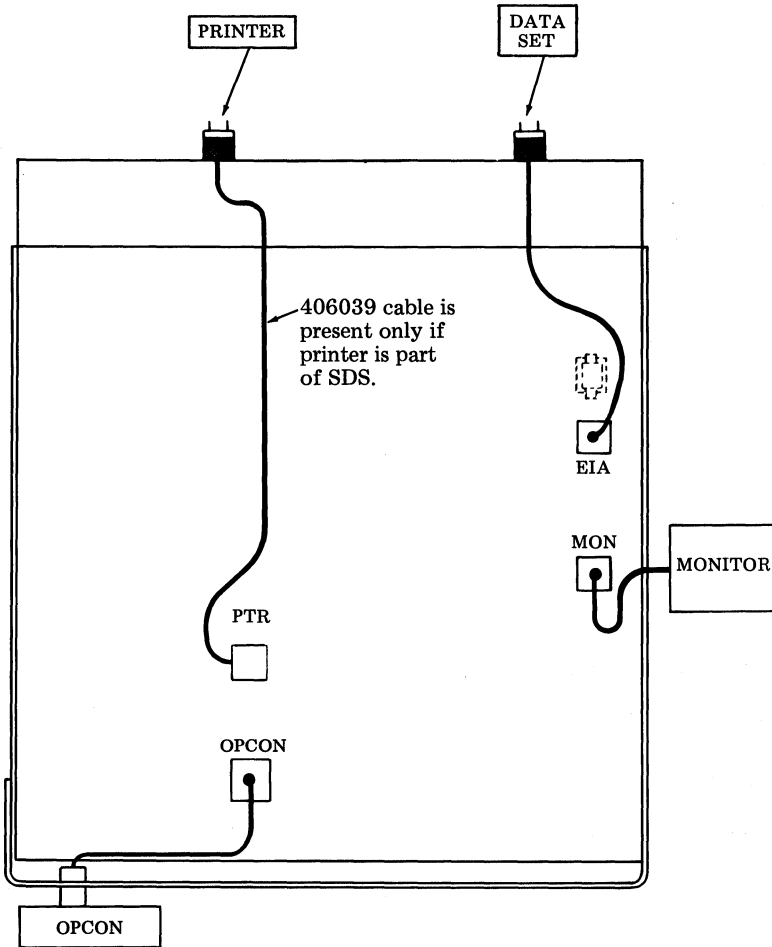 PRINTER
DATA
SET
406039 cable is
present only if
printer is part
of SDS.
EIA
MON
MONITOR
PTR
OPCON
OPCON